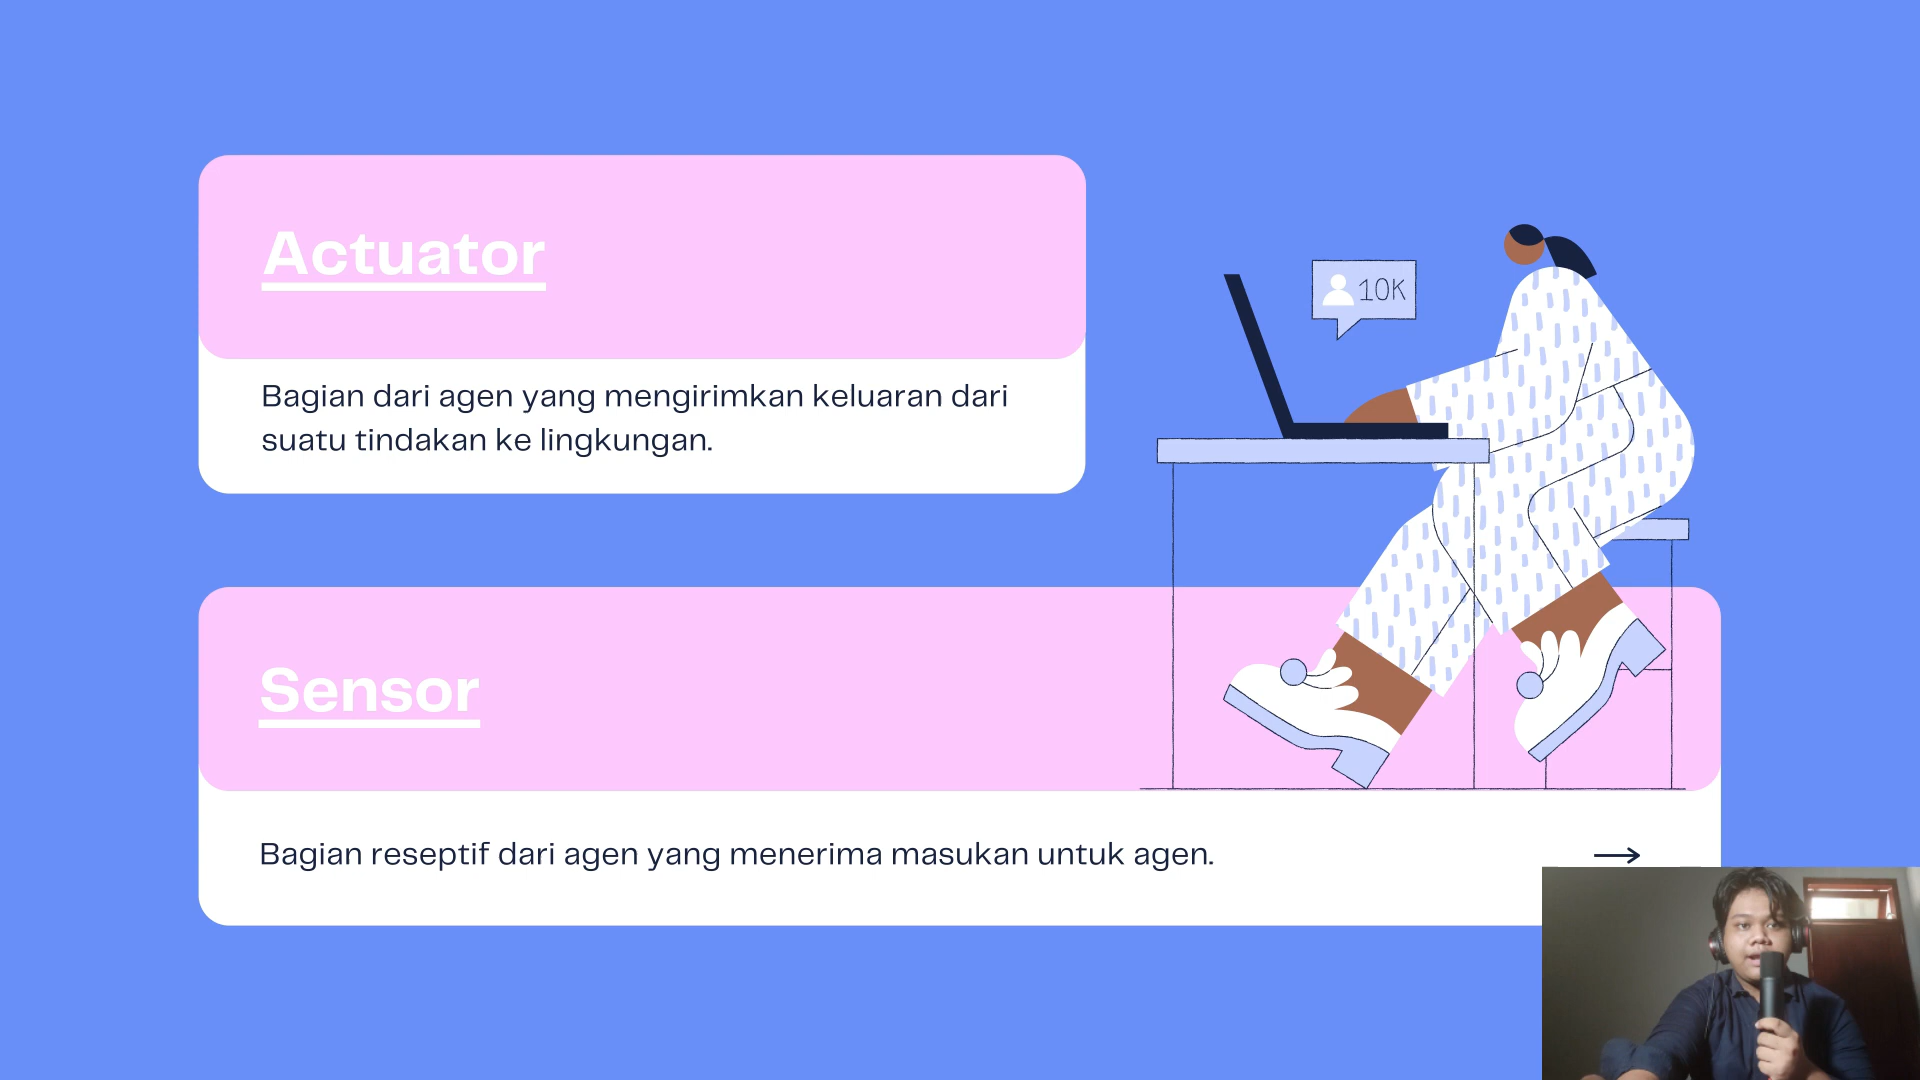 Actuator
Bagian dari agen yang mengirimkan keluaran dari
suatu tindakan ke lingkungan.
10K
Sensor
Bagian reseptif dari agen yang menerima masukan untuk agen.